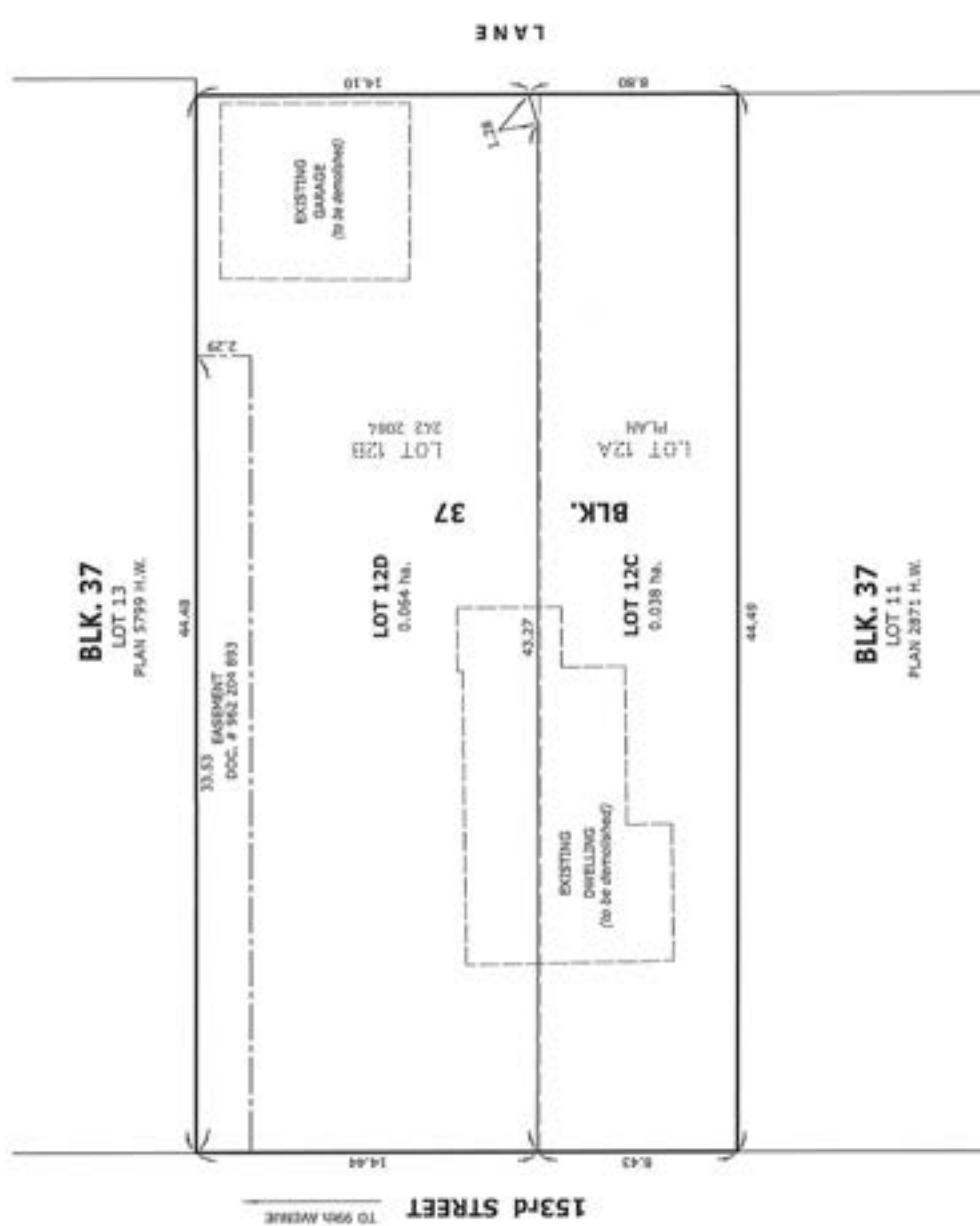 LANE
14.10
8.80
1.28
EXISTING
GARAGE
(to be demolished)
2.29
LOT 12B
242 2084
LOT 12A
PLAN
BLK. 37
BLK. 37
LOT 13
PLAN 5799 H.W.
44.48
LOT 12D
0.064 ha.
43.27
LOT 12C
0.038 ha.
44.49
BLK. 37
LOT 11
PLAN 2871 H.W.
33.53
EASEMENT
DOC. # 962 204 893
EXISTING
DWELLING
(to be demolished)
14.44
8.43
153rd STREET
TO 99th AVENUE